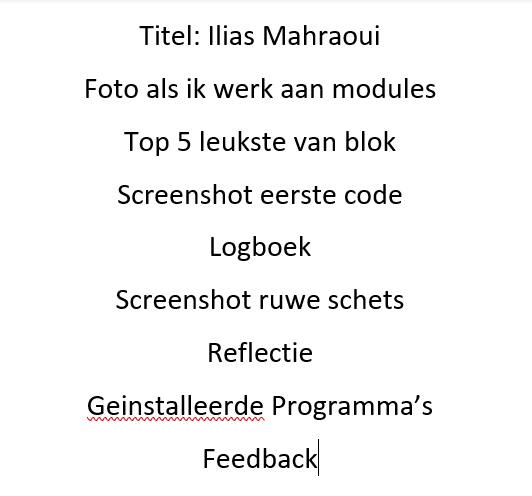 Titel: Ilias Mahraoui
Foto als ik werk aan modules
Top 5 leukste van blok
Screenshot eerste code
Logboek
Screenshot ruwe schets
Reflectie
Geinstalleerde Programma’s
Feedback